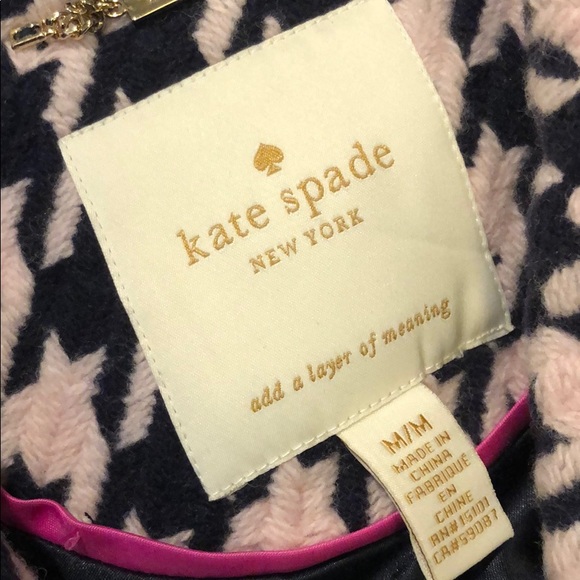 kate spade
NEW YORK
add a layer of meaning
M/M
MADE IN
CHINA
FABRIQUÉ
EN
CHINE
RN#15101
CA#59087